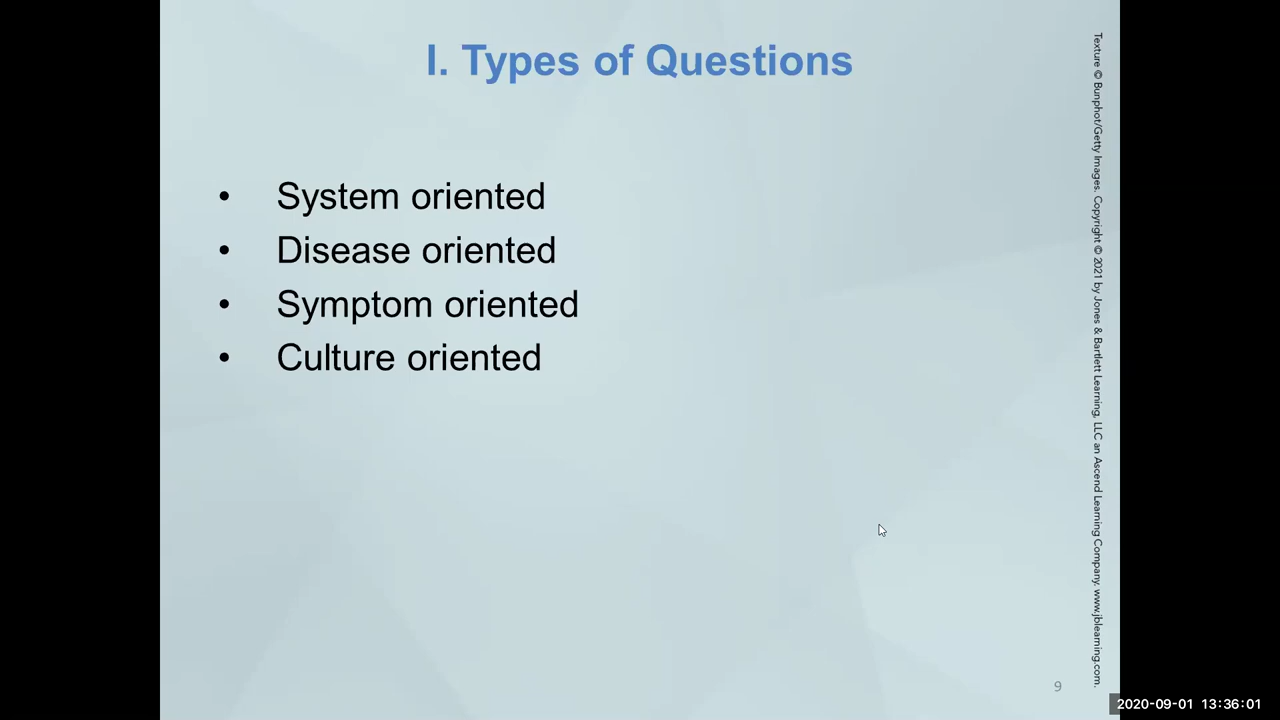 I. Types of Questions
• System oriented
• Disease oriented
• Symptom oriented
• Culture oriented
Texture © Bunphot/Getty Images. Copyright © 2021 by Jones & Bartlett Learning, LLC an Ascend Learning Company. www.jblearning.com.
9
2020-09-01 13:36:01